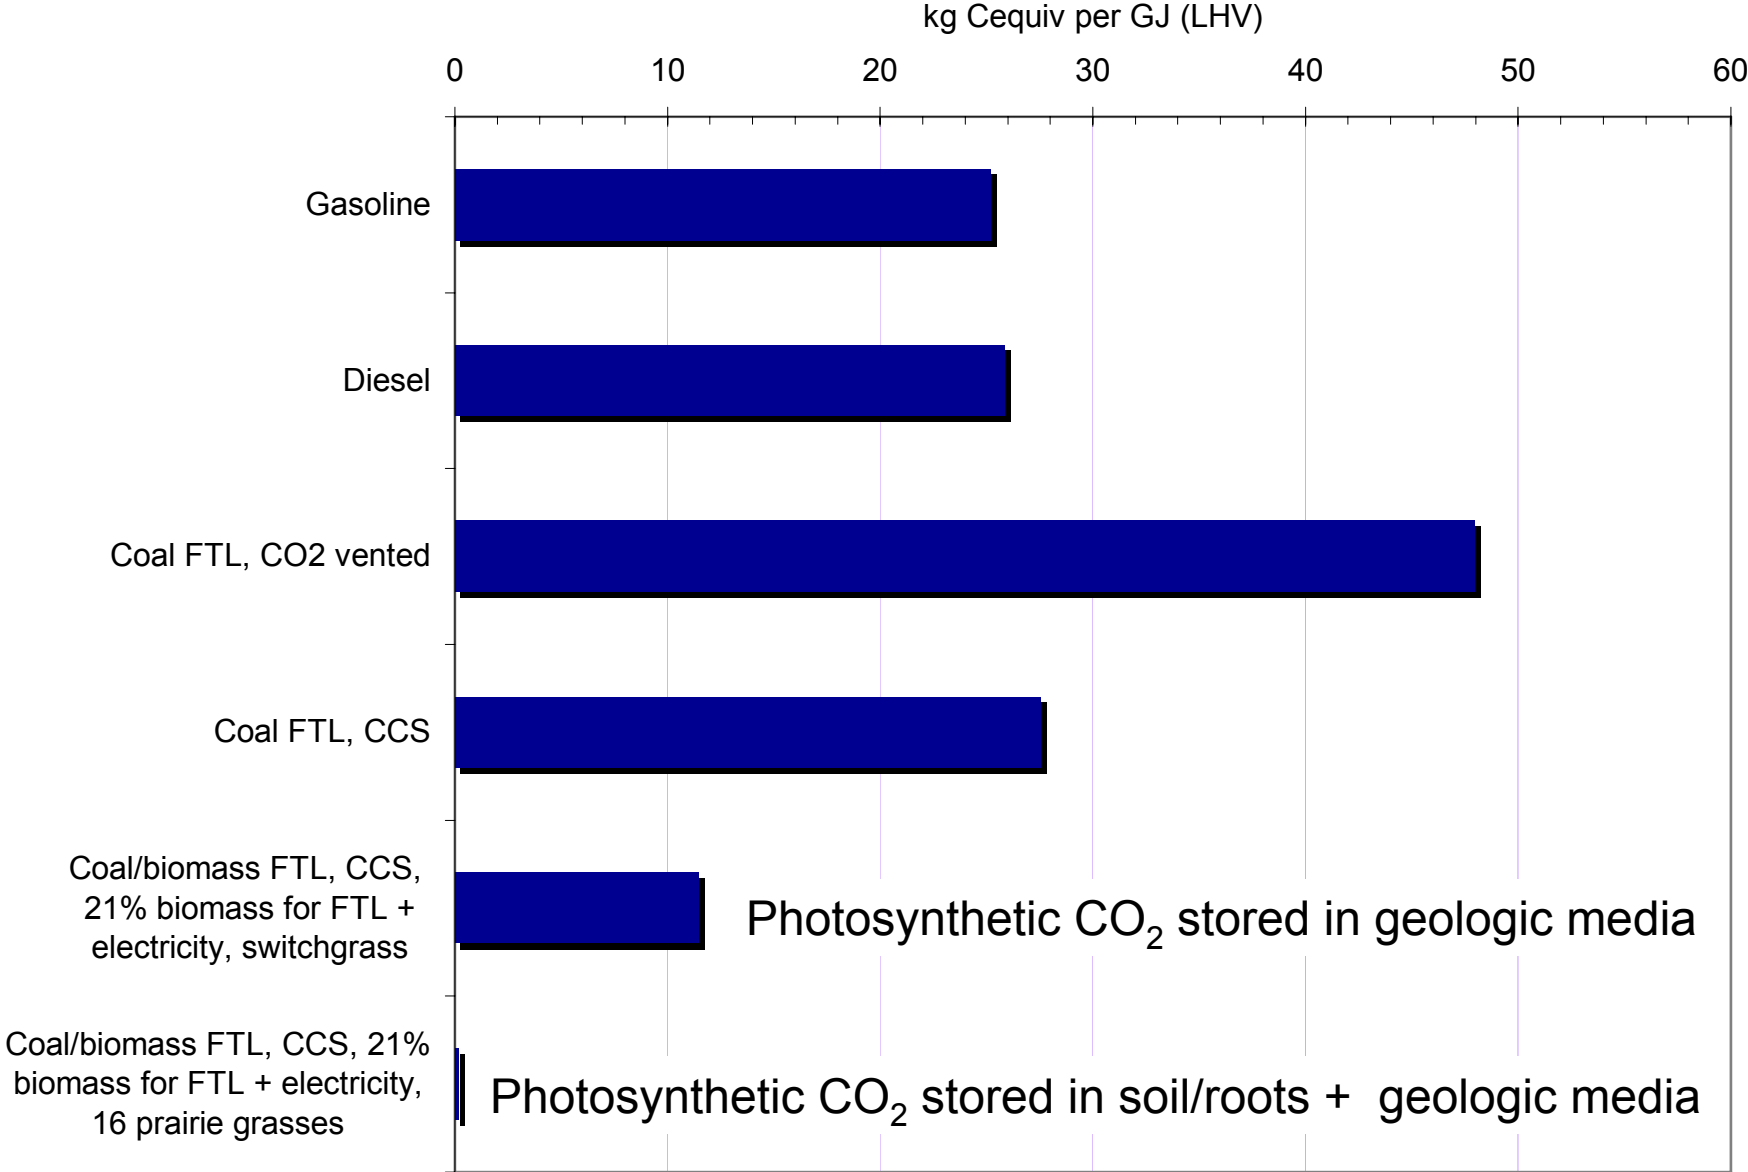 kg Cequiv per GJ (LHV)
0 10 20 30 40 50 60
Gasoline
Diesel
Coal FTL, CO2 vented
Coal FTL, CCS
Coal/biomass FTL, CCS,
21% biomass for FTL +
electricity, switchgrass
Photosynthetic CO₂ stored in geologic media
Coal/biomass FTL, CCS, 21%
biomass for FTL + electricity,
16 prairie grasses
Photosynthetic CO₂ stored in soil/roots + geologic media